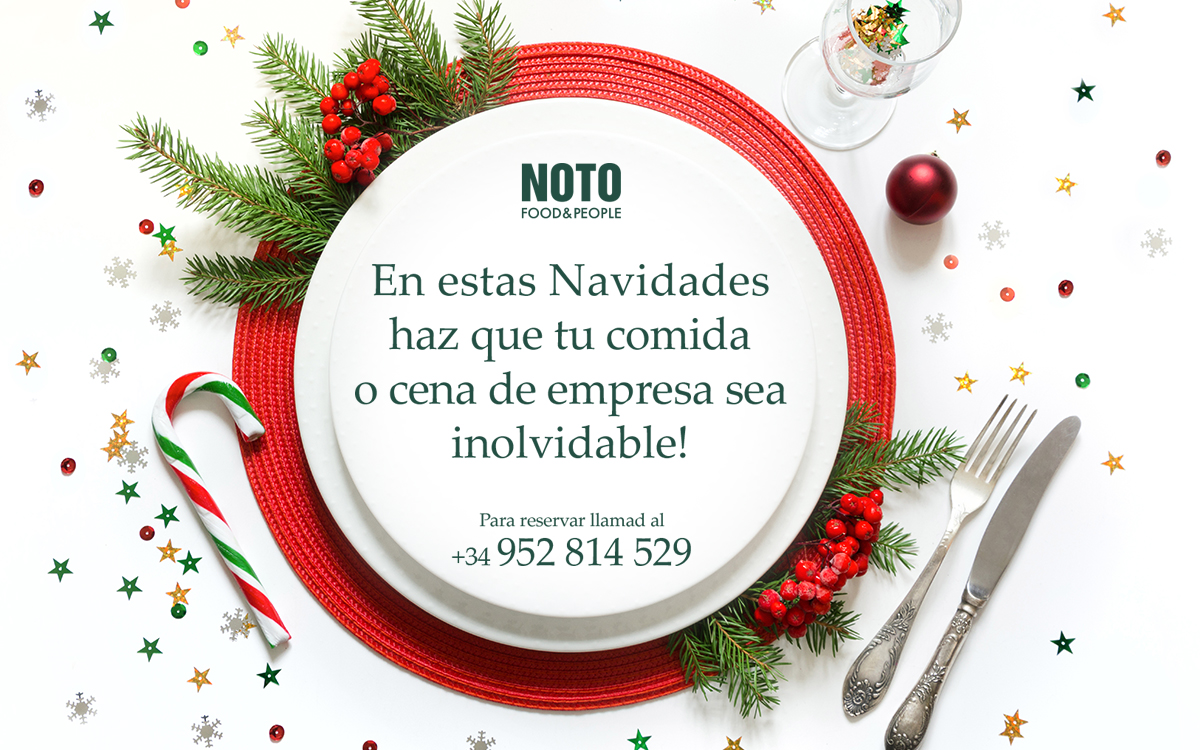 NOTO
FOOD&PEOPLE
En estas Navidades
haz que tu comida
o cena de empresa sea
inolvidable!
Para reservar llamad al
+34 952 814 529